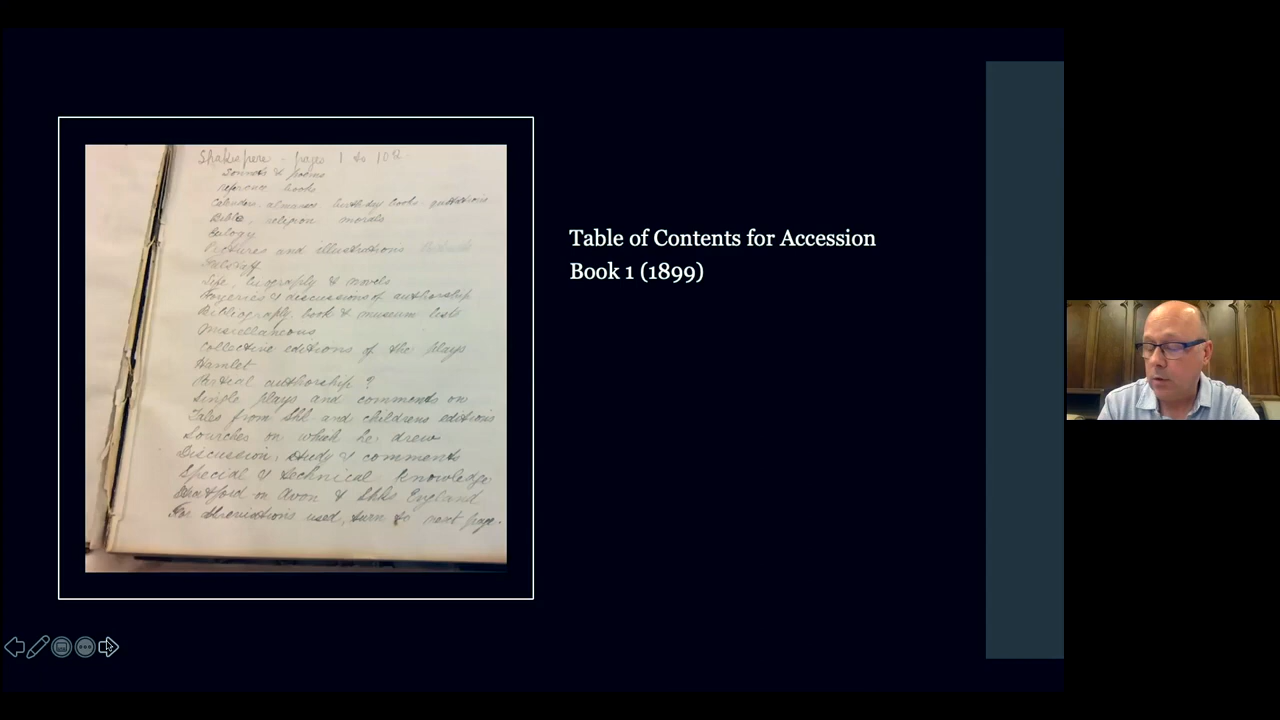 Shakspere - pages 1 to 108
Sonnets & poems
reference books
Calendars, almanacs birthday books - quotations
Bible, religion morals
Eulogy
Pictures and illustrations
Falstaff
Life, biography & novels
Forgeries & discussions of authorship
Bibliography, book & museum lists
Miscellaneous
Collective editions of the plays
Hamlet
Partial authorship ?
Single plays and comments on
Tales from Shk and childrens editions
Sourches on which he drew
Discussion, study & comments
Special & technical knowledge
Stratford on Avon & Shks England
For abreviations used, turn to next page.
Table of Contents for Accession
Book 1 (1899)